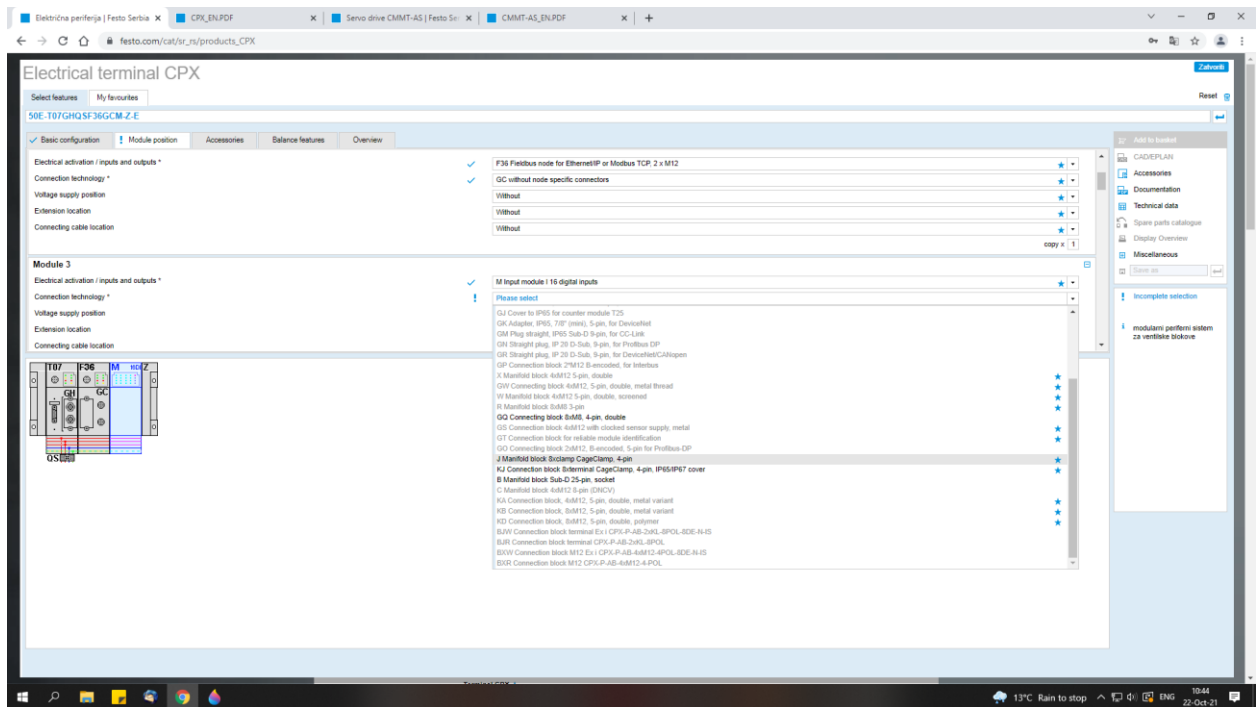 Električna periferija | Festo Serbia
CPX_EN.PDF
Servo drive CMMT-AS | Festo Ser
CMMT-AS_EN.PDF
festo.com/cat/sr_rs/products_CPX
Electrical terminal CPX
Zatvoriti
Select features
My favourites
Reset
50E-T07GHQSF36GCM-Z-E
Basic configuration
! Module position
Accessories
Balance features
Overview
Electrical activation / inputs and outputs *
F36 Fieldbus node for Ethernet/IP or Modbus TCP, 2 x M12
Connection technology *
GC without node specific connectors
Voltage supply position
Without
Extension location
Without
Connecting cable location
Without
copy x 1
Module 3
Electrical activation / inputs and outputs *
M Input module I 16 digital inputs
Connection technology *
! Please select
Voltage supply position
Extension location
Connecting cable location
GJ Cover to IP65 for counter module T25
GK Adapter, IP65, 7/8" (mini), 5-pin, for DeviceNet
GM Plug straight, IP65 Sub-D 9-pin, for CC-Link
GN Straight plug, IP 20 D-Sub, 9-pin, for Profibus DP
GR Straight plug, IP 20 D-Sub, 9-pin, for DeviceNet/CANopen
GP Connection block 2*M12 B-encoded, for Interbus
X Manifold block 4xM12 5-pin, double
GW Connecting block 4xM12, 5-pin, double, metal thread
W Manifold block 4xM12 5-pin, double, screened
R Manifold block 8xM8 3-pin
GQ Connecting block 8xM8, 4-pin, double
GS Connection block 4xM12 with clocked sensor supply, metal
GT Connection block for reliable module identification
GO Connecting block 2xM12, B-encoded, 5-pin for Profibus-DP
J Manifold block 8xclamp CageClamp, 4-pin
KJ Connection block 8xterminal CageClamp, 4-pin, IP65/IP67 cover
B Manifold block Sub-D 25-pin, socket
C Manifold block 4xM12 8-pin (DNCV)
KA Connection block, 4xM12, 5-pin, double, metal variant
KB Connection block, 8xM12, 5-pin, double, metal variant
KD Connection block, 8xM12, 5-pin, double, polymer
BJW Connection block terminal Ex i CPX-P-AB-2xKL-8POL-8DE-N-IS
BJR Connection block terminal CPX-P-AB-2xKL-8POL
BXW Connection block M12 Ex i CPX-P-AB-4xM12-4POL-8DE-N-IS
BXR Connection block M12 CPX-P-AB-4xM12-4-POL
T07 F36 M 16DI Z
GH GC
QS
Add to basket
CAD/EPLAN
Accessories
Documentation
Technical data
Spare parts catalogue
Display Overview
Miscellaneous
Save as
! Incomplete selection
modularni periferni sistem
za ventilske blokove
13°C Rain to stop
ENG
10:44
22-Oct-21